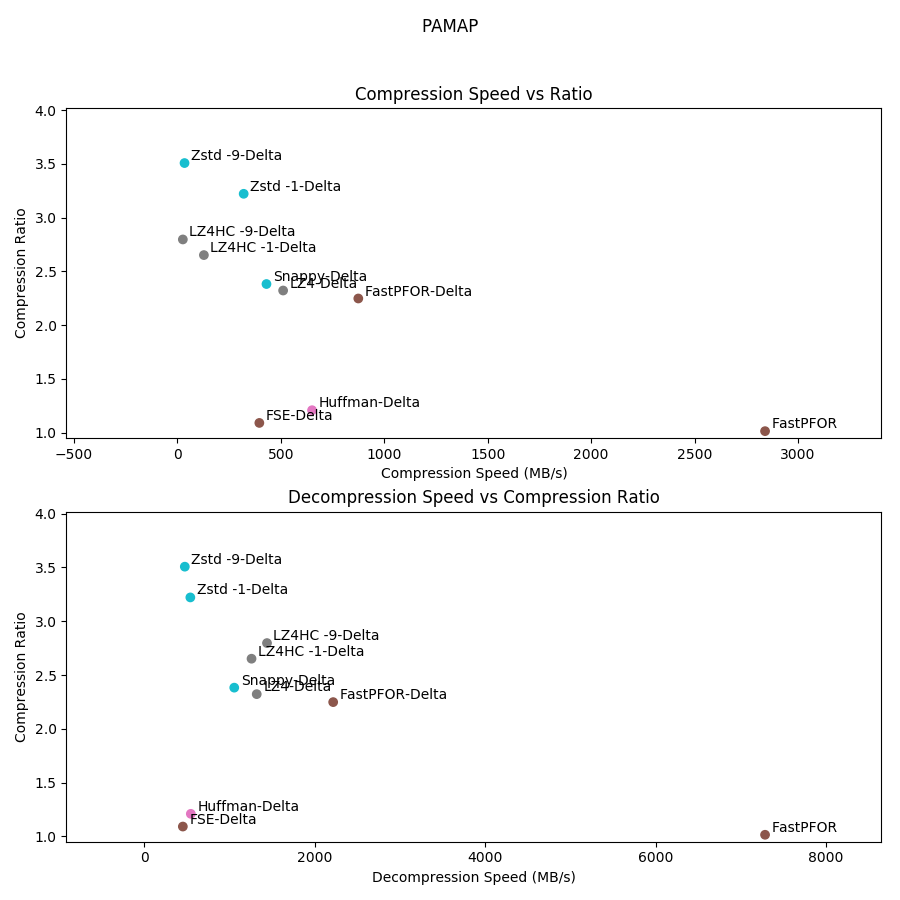 PAMAP
Compression Speed vs Ratio
4.0
3.5
3.0
2.5
2.0
1.5
1.0
Compression Ratio
Zstd -9-Delta
Zstd -1-Delta
LZ4HC -9-Delta
LZ4HC -1-Delta
Snappy-Delta
LZ4-Delta
FastPFOR-Delta
Huffman-Delta
FSE-Delta
FastPFOR
−500 0 500 1000 1500 2000 2500 3000
Compression Speed (MB/s)
Decompression Speed vs Compression Ratio
4.0
3.5
3.0
2.5
2.0
1.5
1.0
Compression Ratio
Zstd -9-Delta
Zstd -1-Delta
LZ4HC -9-Delta
LZ4HC -1-Delta
Snappy-Delta
LZ4-Delta
FastPFOR-Delta
Huffman-Delta
FSE-Delta
FastPFOR
0 2000 4000 6000 8000
Decompression Speed (MB/s)